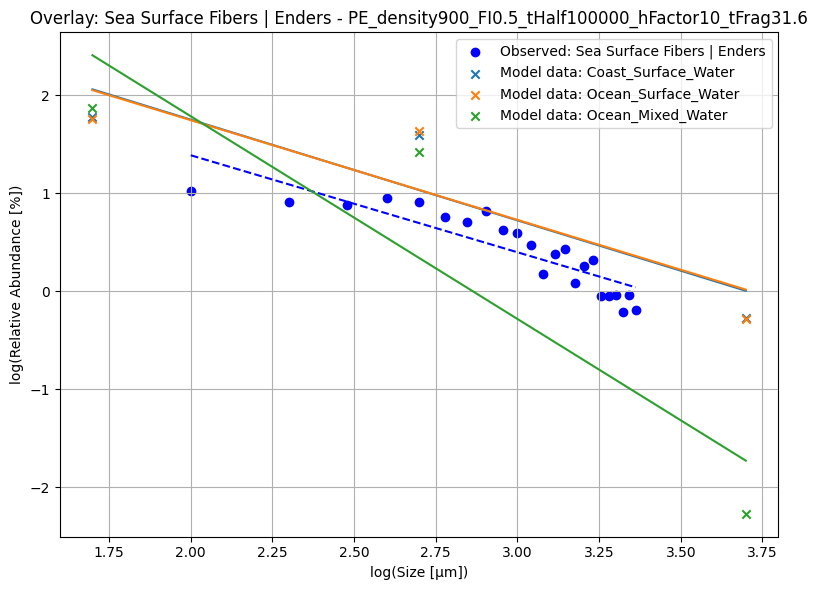 Overlay: Sea Surface Fibers | Enders - PE_density900_FI0.5_tHalf100000_hFactor10_tFrag31.6
Observed: Sea Surface Fibers | Enders
Model data: Coast_Surface_Water
Model data: Ocean_Surface_Water
Model data: Ocean_Mixed_Water
log(Relative Abundance [%])
2
1
0
−1
−2
1.75
2.00
2.25
2.50
2.75
3.00
3.25
3.50
3.75
log(Size [µm])